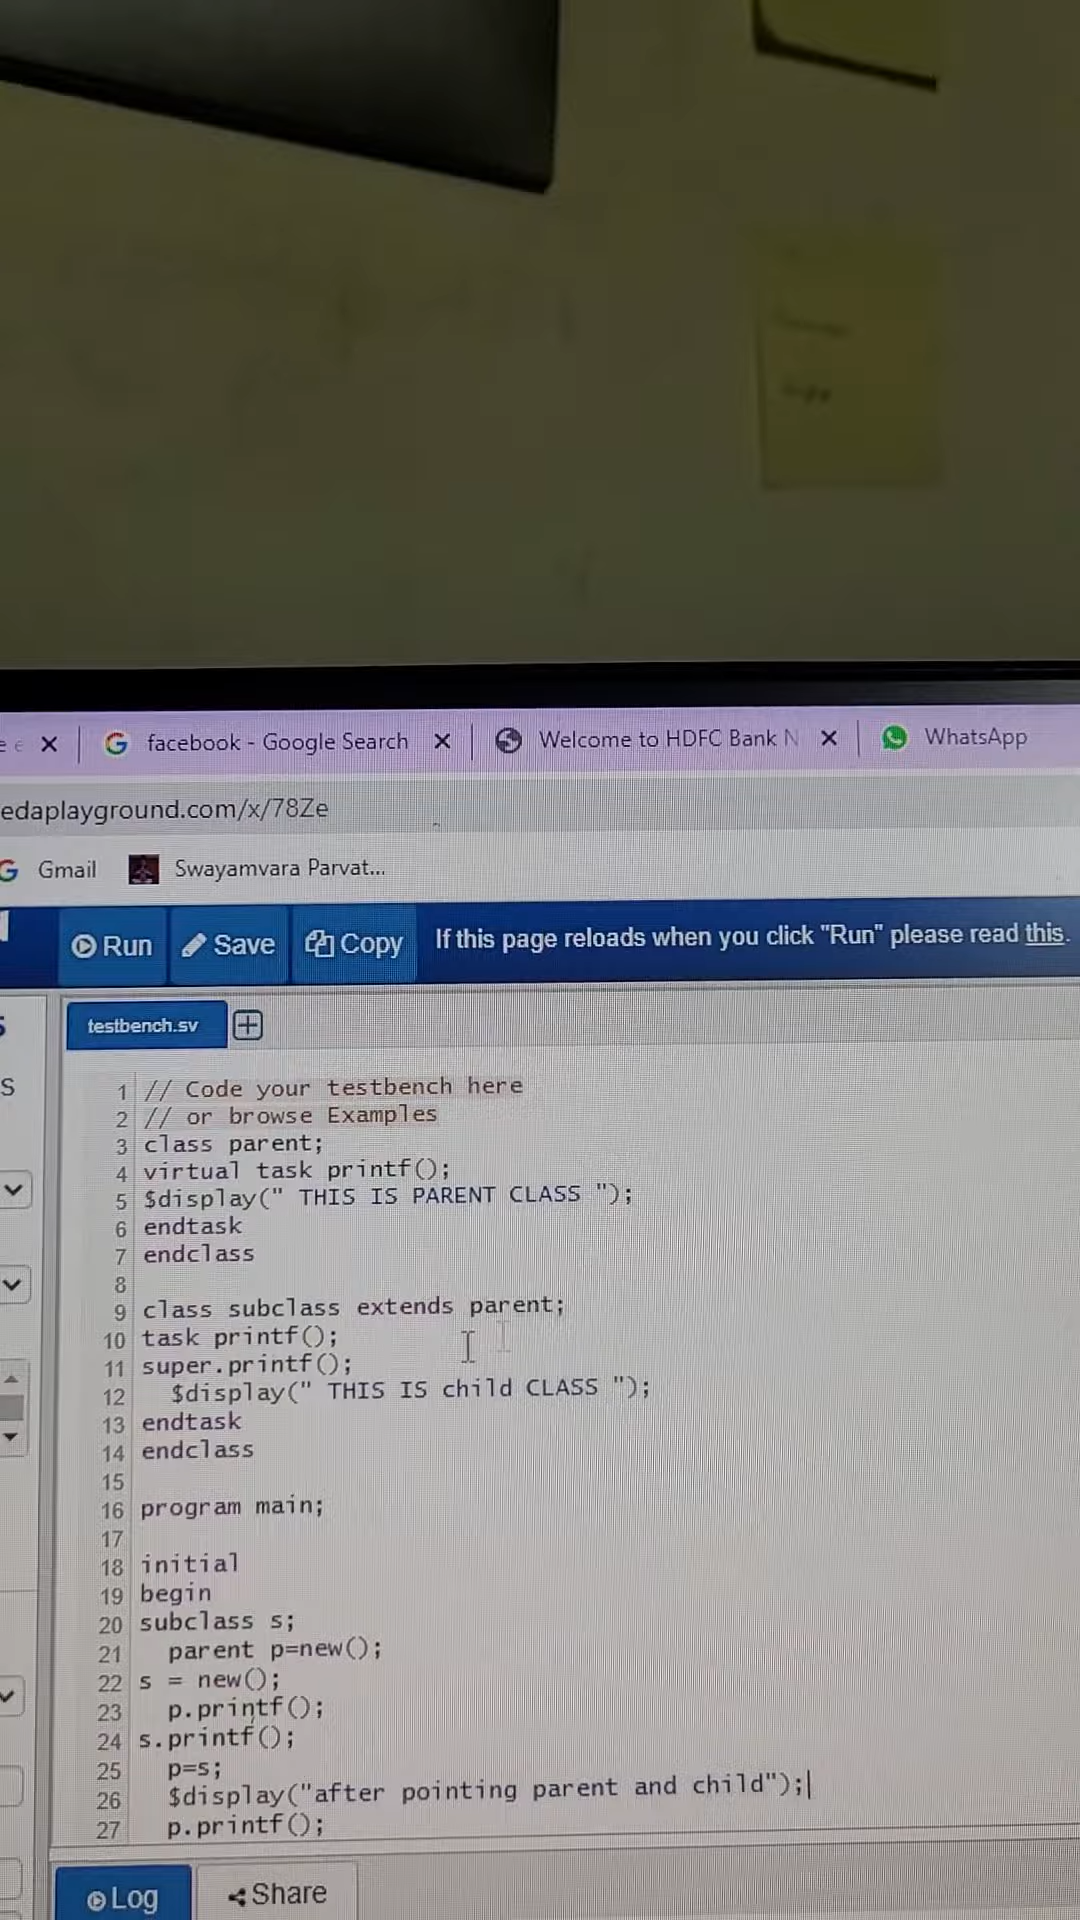 facebook - Google Search
Welcome to HDFC Bank N
WhatsApp
edaplayground.com/x/78Ze
Gmail
Swayamvara Parvat...
Run
Save
Copy
If this page reloads when you click "Run" please read this.
testbench.sv
S
1 // Code your testbench here
2 // or browse Examples
3 class parent;
4 virtual task printf();
5 $display(" THIS IS PARENT CLASS ");
6 endtask
7 endclass
8
9 class subclass extends parent;
10 task printf();
11 super.printf();
12 $display(" THIS IS child CLASS ");
13 endtask
14 endclass
15
16 program main;
17
18 initial
19 begin
20 subclass s;
21 parent p=new();
22 s = new();
23 p.printf();
24 s.printf();
25 p=s;
26 $display("after pointing parent and child");
27 p.printf();
Log
Share